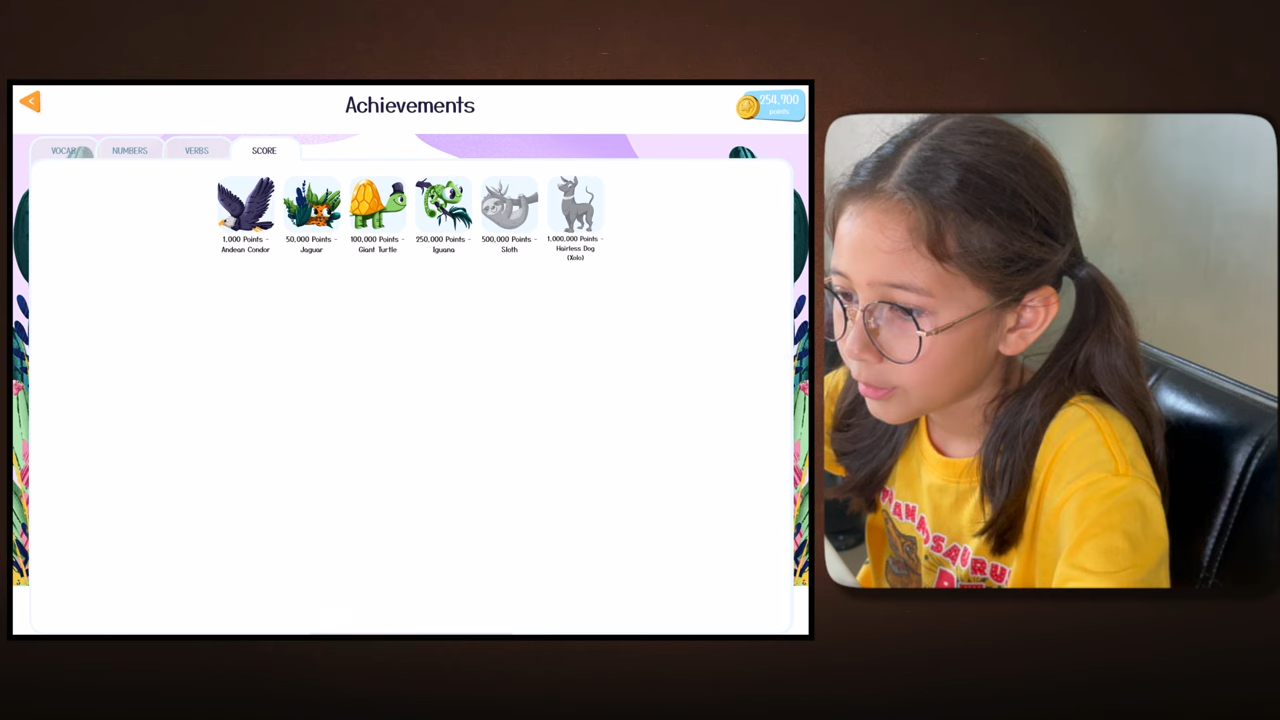 <
Achievements
254,700
points
VOCAB
NUMBERS
VERBS
SCORE
1,000 Points -
Andean Condor
50,000 Points -
Jaguar
100,000 Points -
Giant Turtle
250,000 Points -
Iguana
500,000 Points -
Sloth
1,000,000 Points -
Hairless Dog
(Xolo)